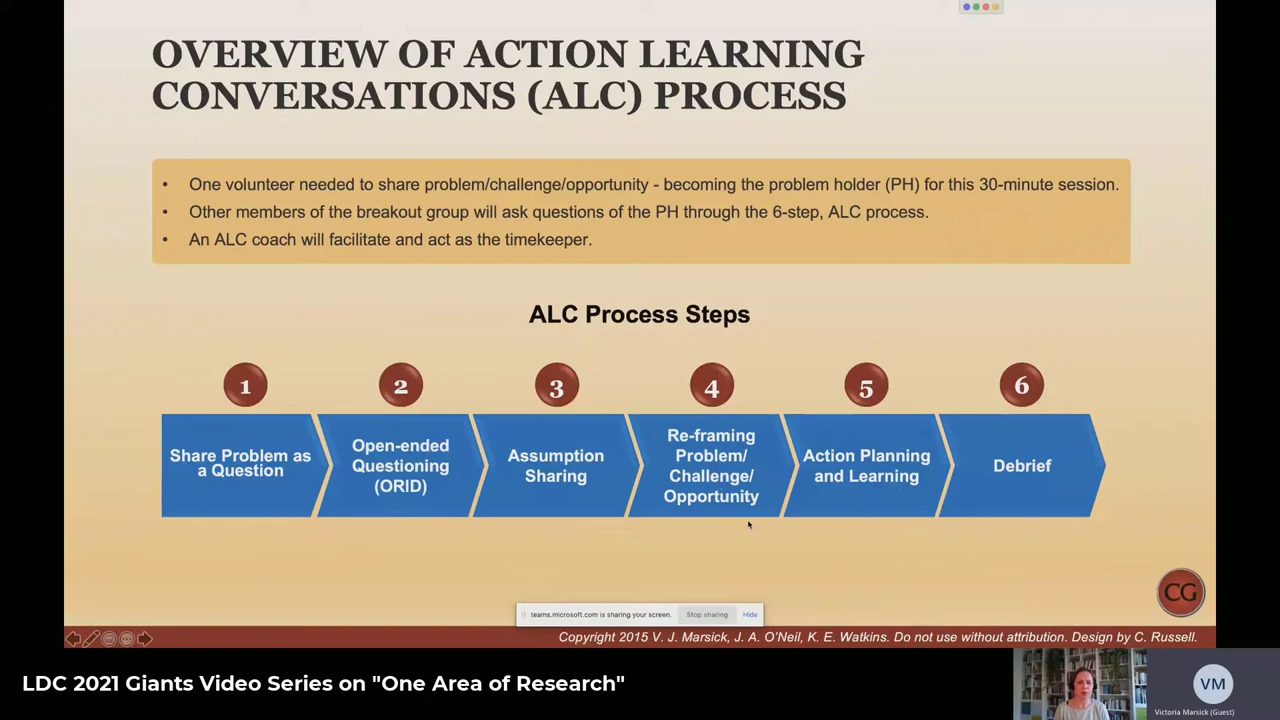 OVERVIEW OF ACTION LEARNING
CONVERSATIONS (ALC) PROCESS
• One volunteer needed to share problem/challenge/opportunity - becoming the problem holder (PH) for this 30-minute session.
• Other members of the breakout group will ask questions of the PH through the 6-step, ALC process.
• An ALC coach will facilitate and act as the timekeeper.
ALC Process Steps
1
Share Problem as
a Question
2
Open-ended
Questioning
(ORID)
3
Assumption
Sharing
4
Re-framing
Problem/
Challenge/
Opportunity
5
Action Planning
and Learning
6
Debrief
CG
teams.microsoft.com is sharing your screen. Stop sharing Hide
Copyright 2015 V. J. Marsick, J. A. O'Neil, K. E. Watkins. Do not use without attribution. Design by C. Russell.
LDC 2021 Giants Video Series on "One Area of Research"
VM
Victoria Marsick (Guest)